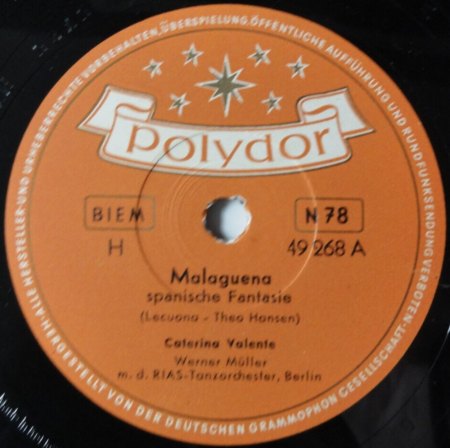 ALLE HERSTELLER- UND URHEBERRECHTE VORBEHALTEN, ÜBERSPIELUNG, ÖFFENTLICHE AUFFÜHRUNG UND RUNDFUNKSENDUNG VERBOTEN
polydor
BIEM
N 78
H
49 268 A
Malaguena
spanische Fantasie
(Lecuona - Theo Hansen)
Caterina Valente
Werner Müller
m. d. RIAS-Tanzorchester, Berlin
HERGESTELLT VON DER DEUTSCHEN GRAMMOPHON GESELLSCHAFT